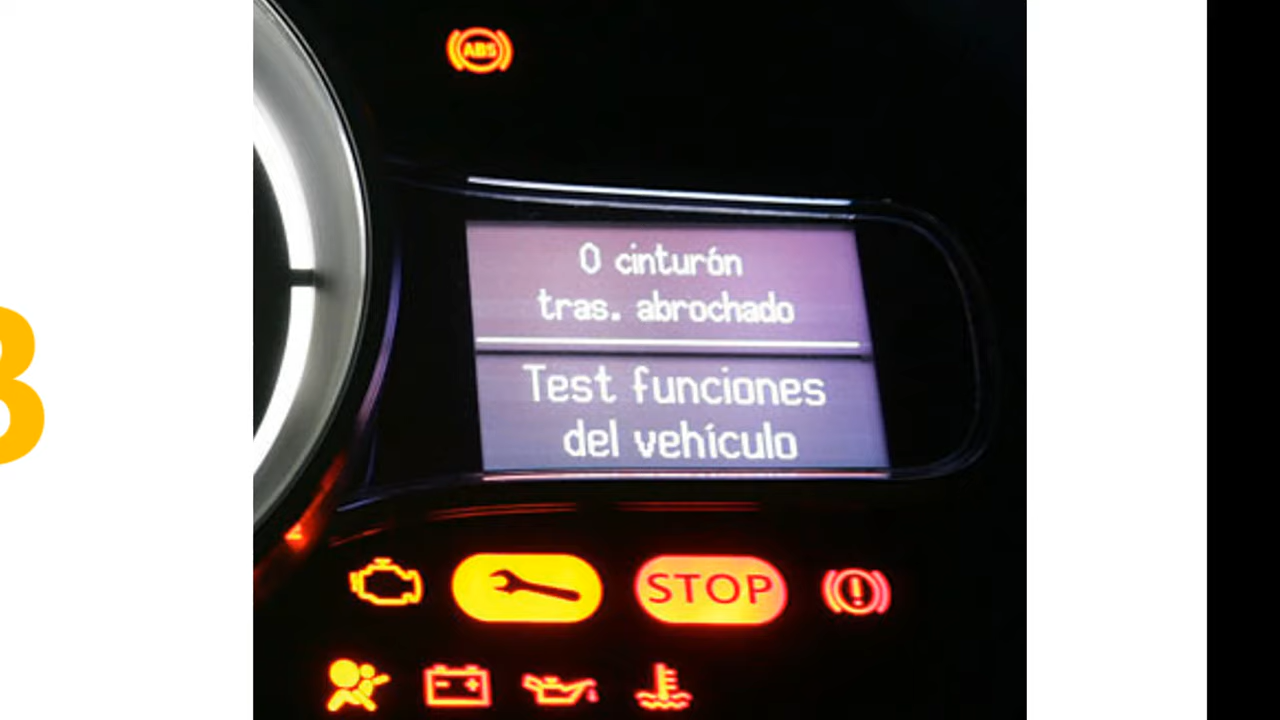 ABS
0 cinturón
tras. abrochado
Test funciones
del vehículo
STOP